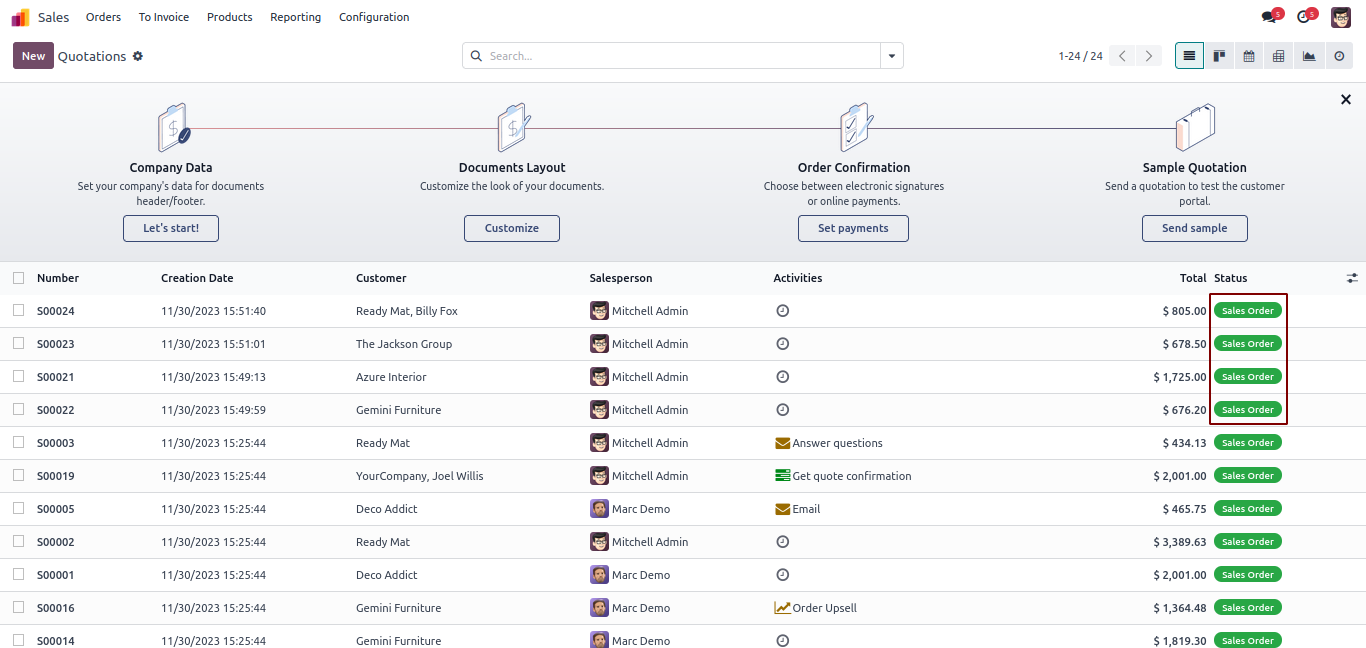 Sales Orders To Invoice Products Reporting Configuration 5 5
New Quotations Search... 1-24 / 24
Company Data
Set your company's data for documents
header/footer.
Let's start!
Documents Layout
Customize the look of your documents.
Customize
Order Confirmation
Choose between electronic signatures
or online payments.
Set payments
Sample Quotation
Send a quotation to test the customer
portal.
Send sample
Number Creation Date Customer Salesperson Activities Total Status
S00024 11/30/2023 15:51:40 Ready Mat, Billy Fox Mitchell Admin $ 805.00 Sales Order
S00023 11/30/2023 15:51:01 The Jackson Group Mitchell Admin $ 678.50 Sales Order
S00021 11/30/2023 15:49:13 Azure Interior Mitchell Admin $ 1,725.00 Sales Order
S00022 11/30/2023 15:49:59 Gemini Furniture Mitchell Admin $ 676.20 Sales Order
S00003 11/30/2023 15:25:44 Ready Mat Mitchell Admin Answer questions $ 434.13 Sales Order
S00019 11/30/2023 15:25:44 YourCompany, Joel Willis Mitchell Admin Get quote confirmation $ 2,001.00 Sales Order
S00005 11/30/2023 15:25:44 Deco Addict Marc Demo Email $ 465.75 Sales Order
S00002 11/30/2023 15:25:44 Ready Mat Mitchell Admin $ 3,389.63 Sales Order
S00001 11/30/2023 15:25:44 Deco Addict Marc Demo $ 2,001.00 Sales Order
S00016 11/30/2023 15:25:44 Gemini Furniture Marc Demo Order Upsell $ 1,364.48 Sales Order
S00014 11/30/2023 15:25:44 Gemini Furniture Marc Demo $ 1,819.30 Sales Order